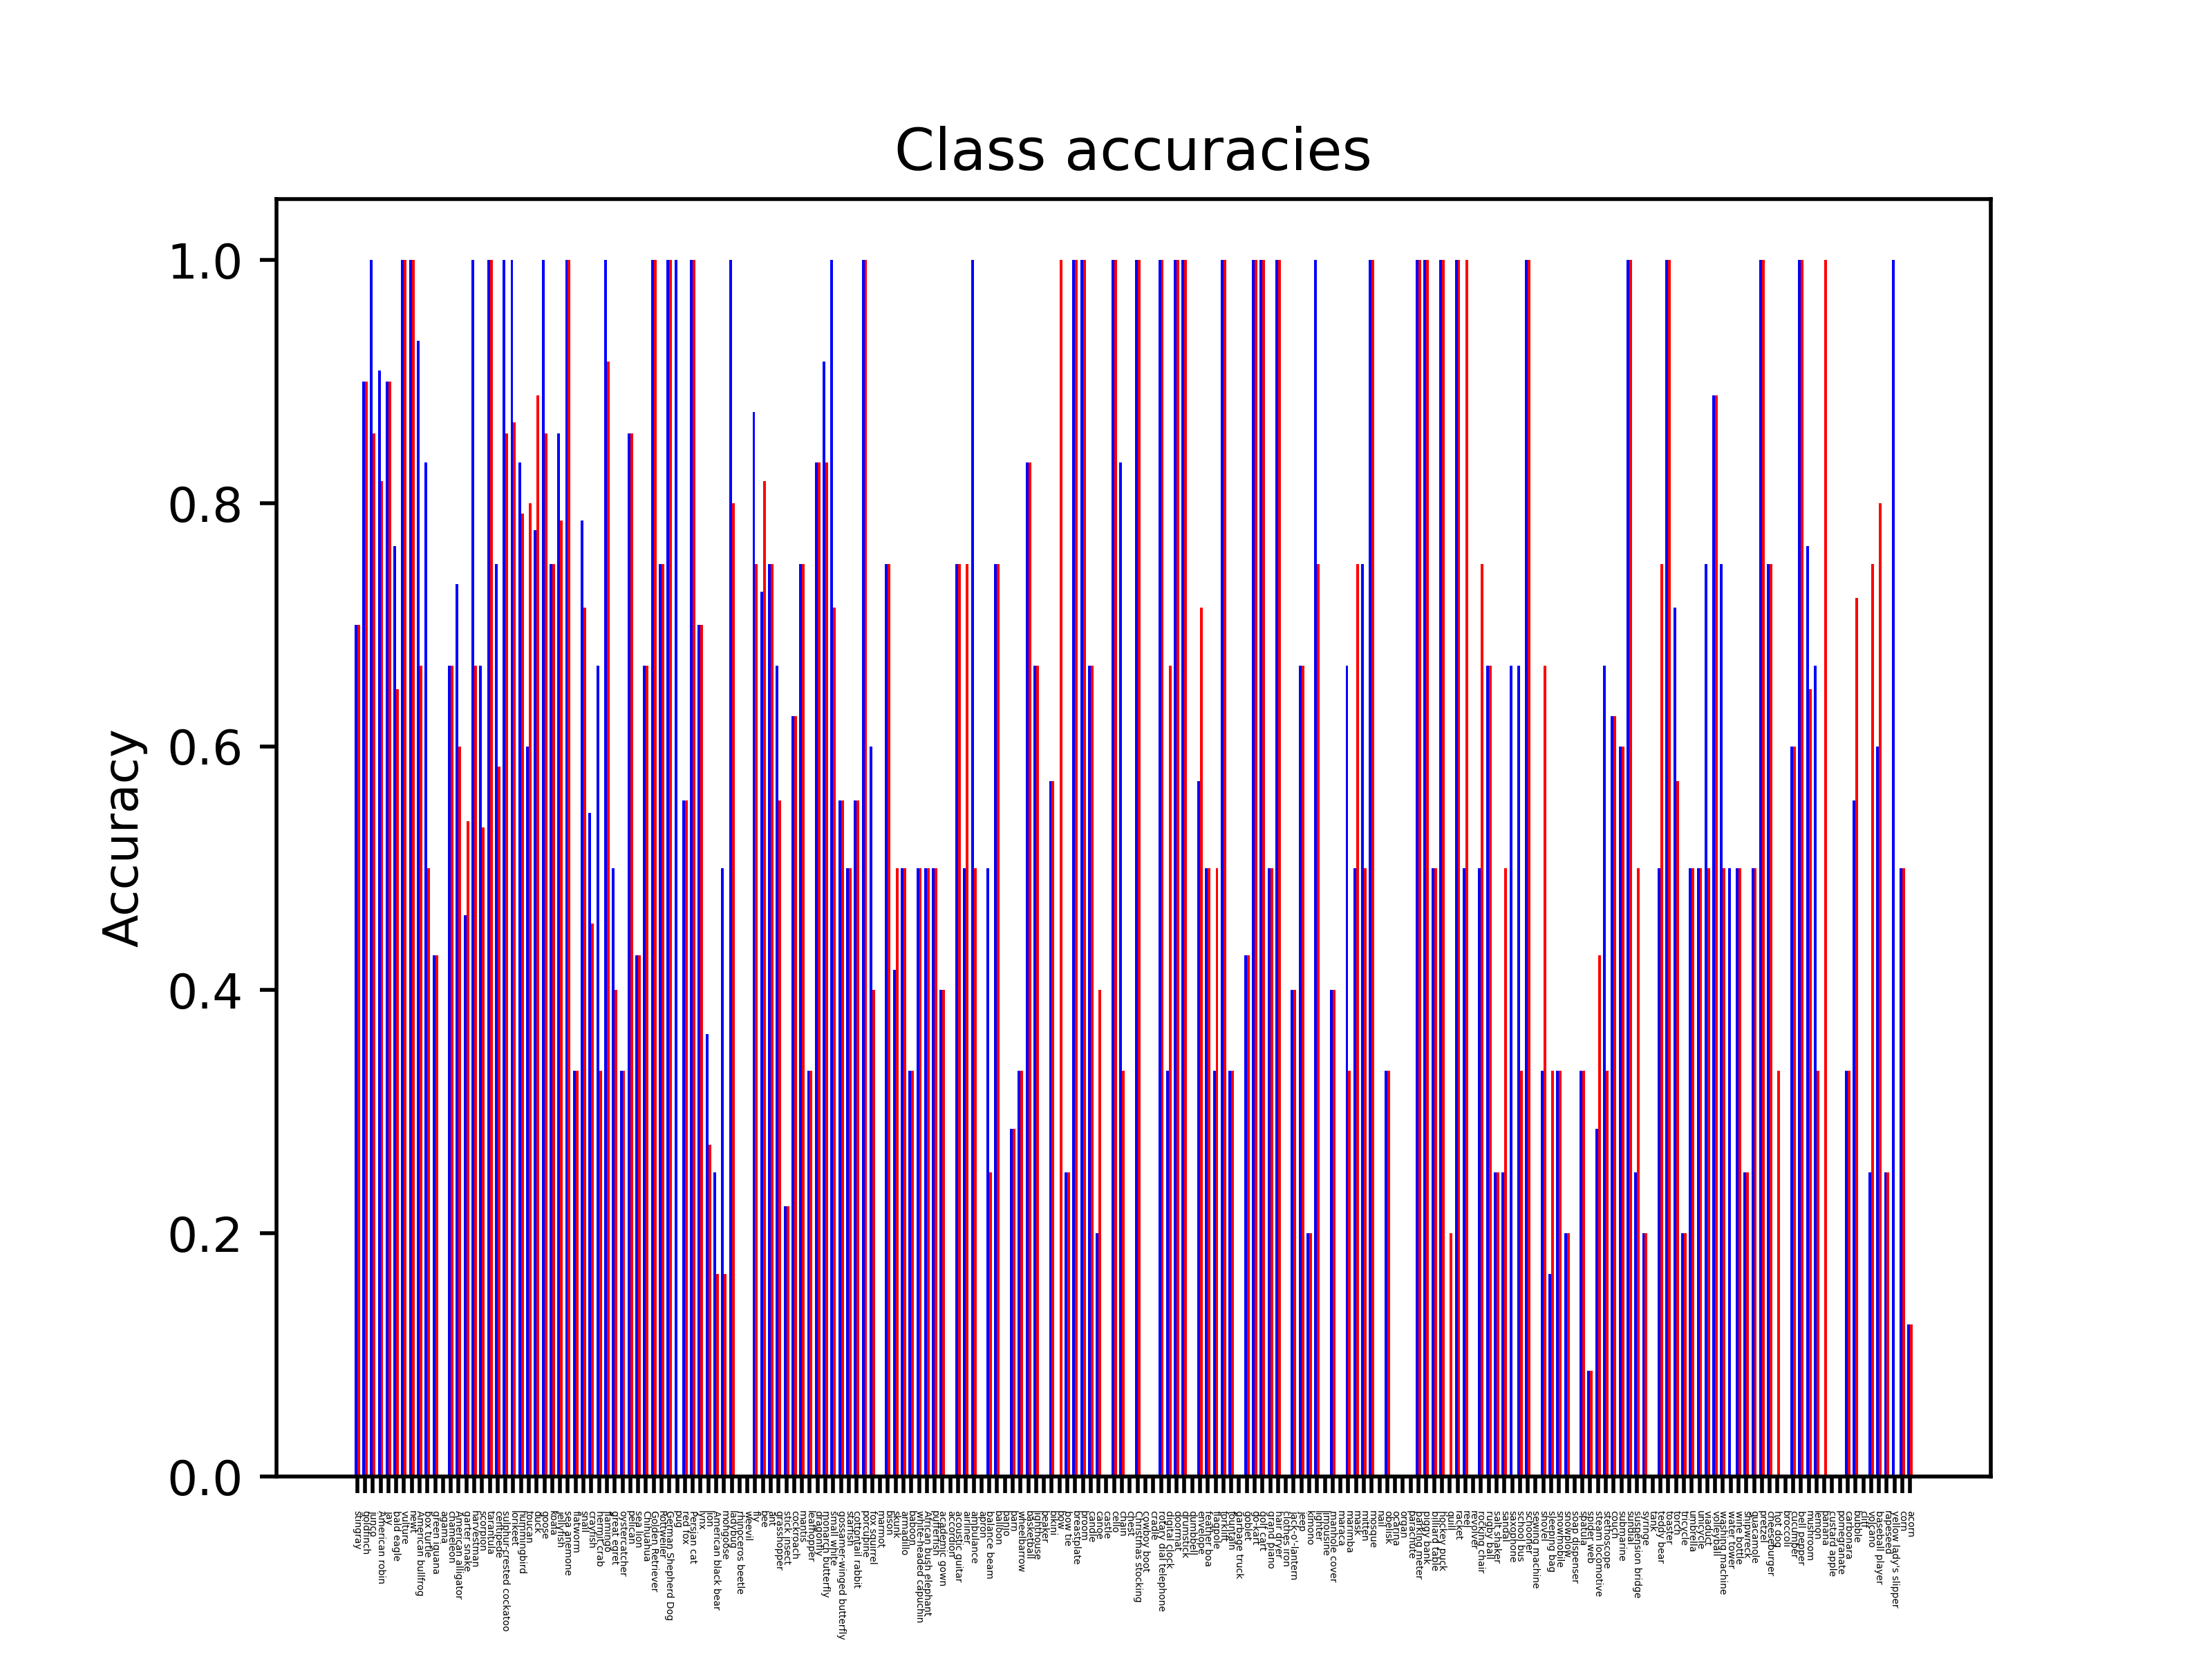 Class accuracies
Accuracy
1.0
0.8
0.6
0.4
0.2
0.0
stingray
goldfinch
junco
American robin
jay
bald eagle
vulture
newt
American bullfrog
box turtle
green iguana
agama
chameleon
American alligator
garter snake
harvestman
scorpion
tarantula
centipede
sulphur-crested cockatoo
lorikeet
hummingbird
toucan
duck
goose
koala
jellyfish
sea anemone
flatworm
snail
crayfish
hermit crab
flamingo
great egret
oystercatcher
pelican
sea lion
Chihuahua
Golden Retriever
Rottweiler
German Shepherd Dog
pug
red fox
Persian cat
lynx
lion
American black bear
mongoose
ladybug
rhinoceros beetle
weevil
fly
bee
ant
grasshopper
stick insect
cockroach
mantis
leafhopper
dragonfly
monarch butterfly
small white
gossamer-winged butterfly
starfish
cottontail rabbit
porcupine
fox squirrel
marmot
bison
skunk
armadillo
baboon
white-headed capuchin
African bush elephant
pufferfish
academic gown
accordion
acoustic guitar
airliner
ambulance
apron
balance beam
balloon
banjo
barn
wheelbarrow
basketball
lighthouse
beaker
bikini
bow
bow tie
breastplate
broom
candle
canoe
castle
cello
chain
chest
Christmas stocking
cowboy boot
cradle
rotary dial telephone
digital clock
doormat
drumstick
dumbbell
envelope
feather boa
flagpole
forklift
fountain
garbage truck
goblet
go-kart
golf cart
grand piano
hair dryer
clothes iron
jack-o'-lantern
jeep
kimono
lighter
limousine
manhole cover
maraca
marimba
mask
mitten
mosque
nail
obelisk
ocarina
organ
parachute
parking meter
piggy bank
billiard table
hockey puck
quill
racket
reel
revolver
rocking chair
rugby ball
salt shaker
sandal
saxophone
school bus
schooner
sewing machine
shovel
sleeping bag
snowmobile
snowplow
soap dispenser
spatula
spider web
steam locomotive
stethoscope
couch
submarine
sundial
suspension bridge
syringe
tank
teddy bear
toaster
torch
tricycle
umbrella
unicycle
viaduct
volleyball
washing machine
water tower
wine bottle
shipwreck
guacamole
pretzel
cheeseburger
hot dog
broccoli
cucumber
bell pepper
mushroom
lemon
banana
custard apple
pomegranate
carbonara
bubble
cliff
volcano
baseball player
rapeseed
yellow lady's slipper
corn
acorn